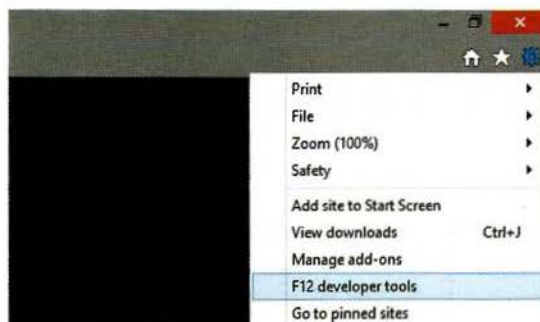 Print
File
Zoom (100%)
Safety
Add site to Start Screen
View downloads Ctrl+J
Manage add-ons
F12 developer tools
Go to pinned sites